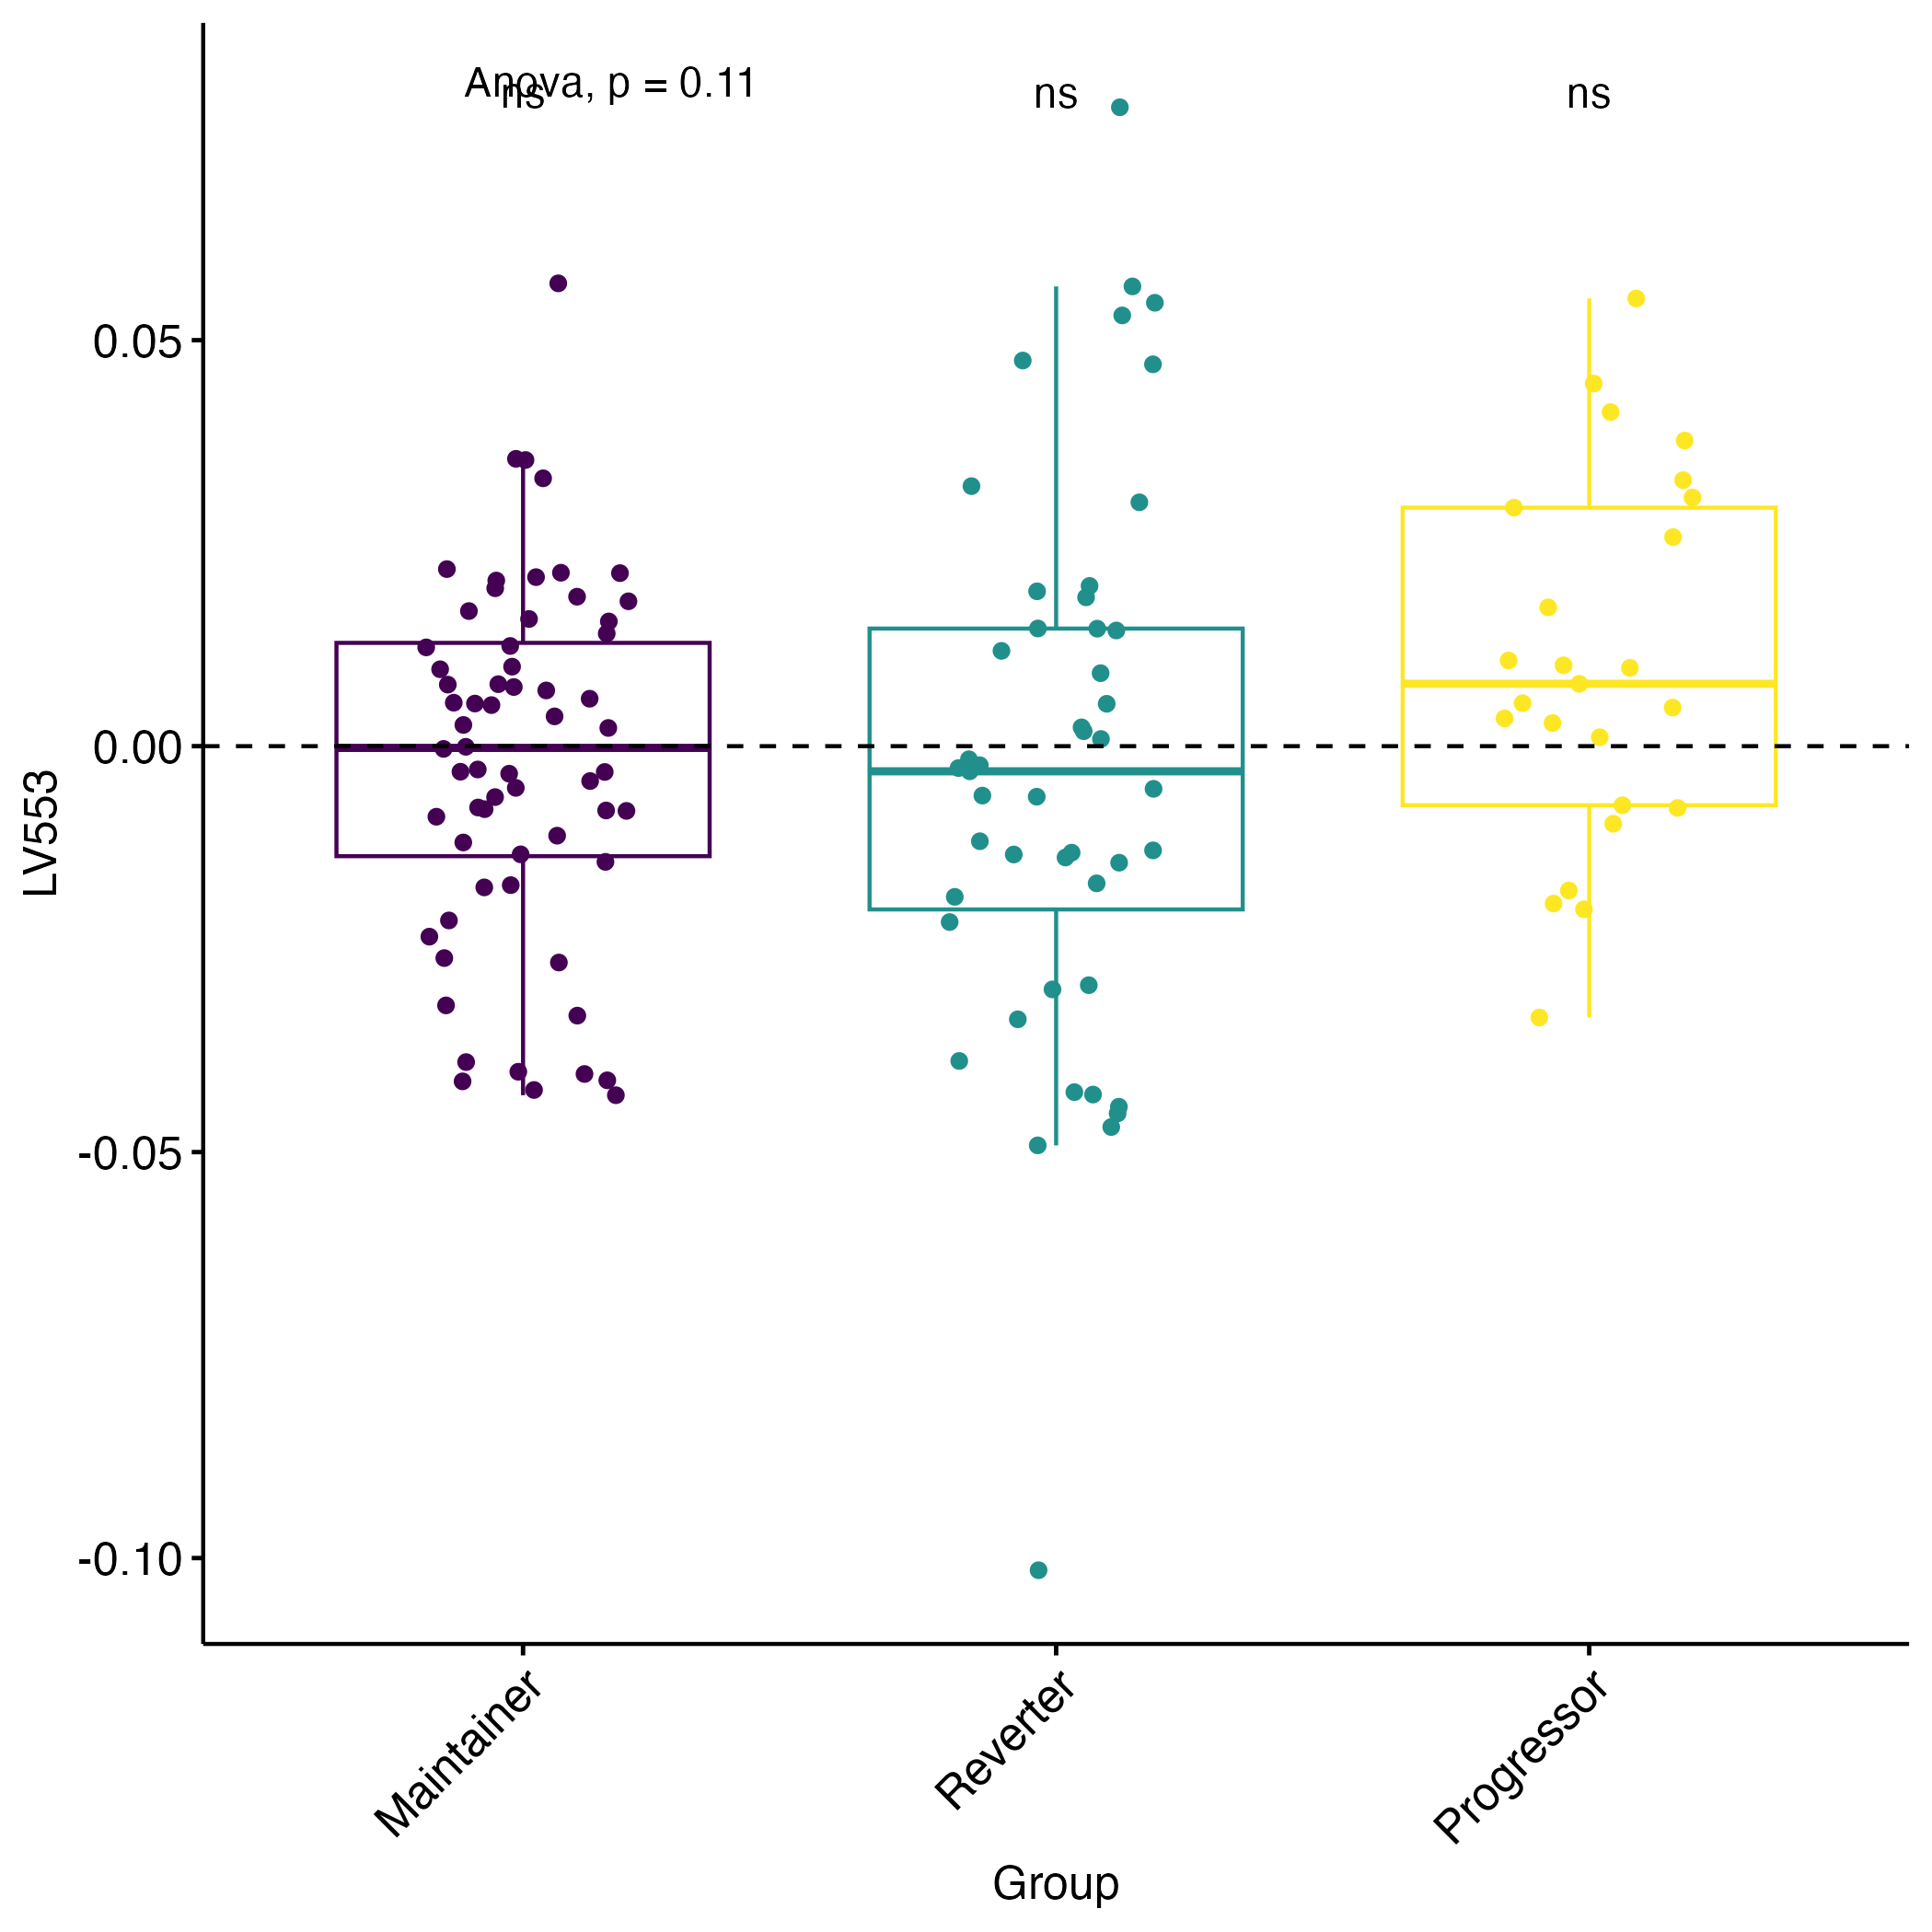 Anova, p = 0.11
ns
ns
ns
0.05
0.00
-0.05
-0.10
LV553
Maintainer
Reverter
Progressor
Group